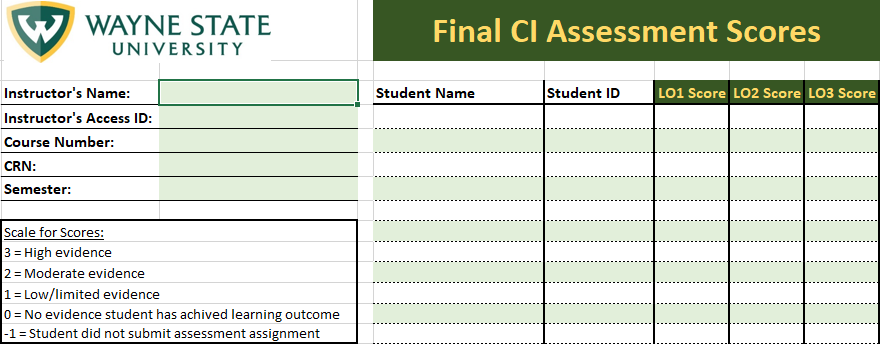 WAYNE STATE
UNIVERSITY
Final CI Assessment Scores
Instructor's Name:
Instructor's Access ID:
Course Number:
CRN:
Semester:
Scale for Scores:
3 = High evidence
2 = Moderate evidence
1 = Low/limited evidence
0 = No evidence student has achived learning outcome
-1 = Student did not submit assessment assignment
Student Name Student ID LO1 Score LO2 Score LO3 Score